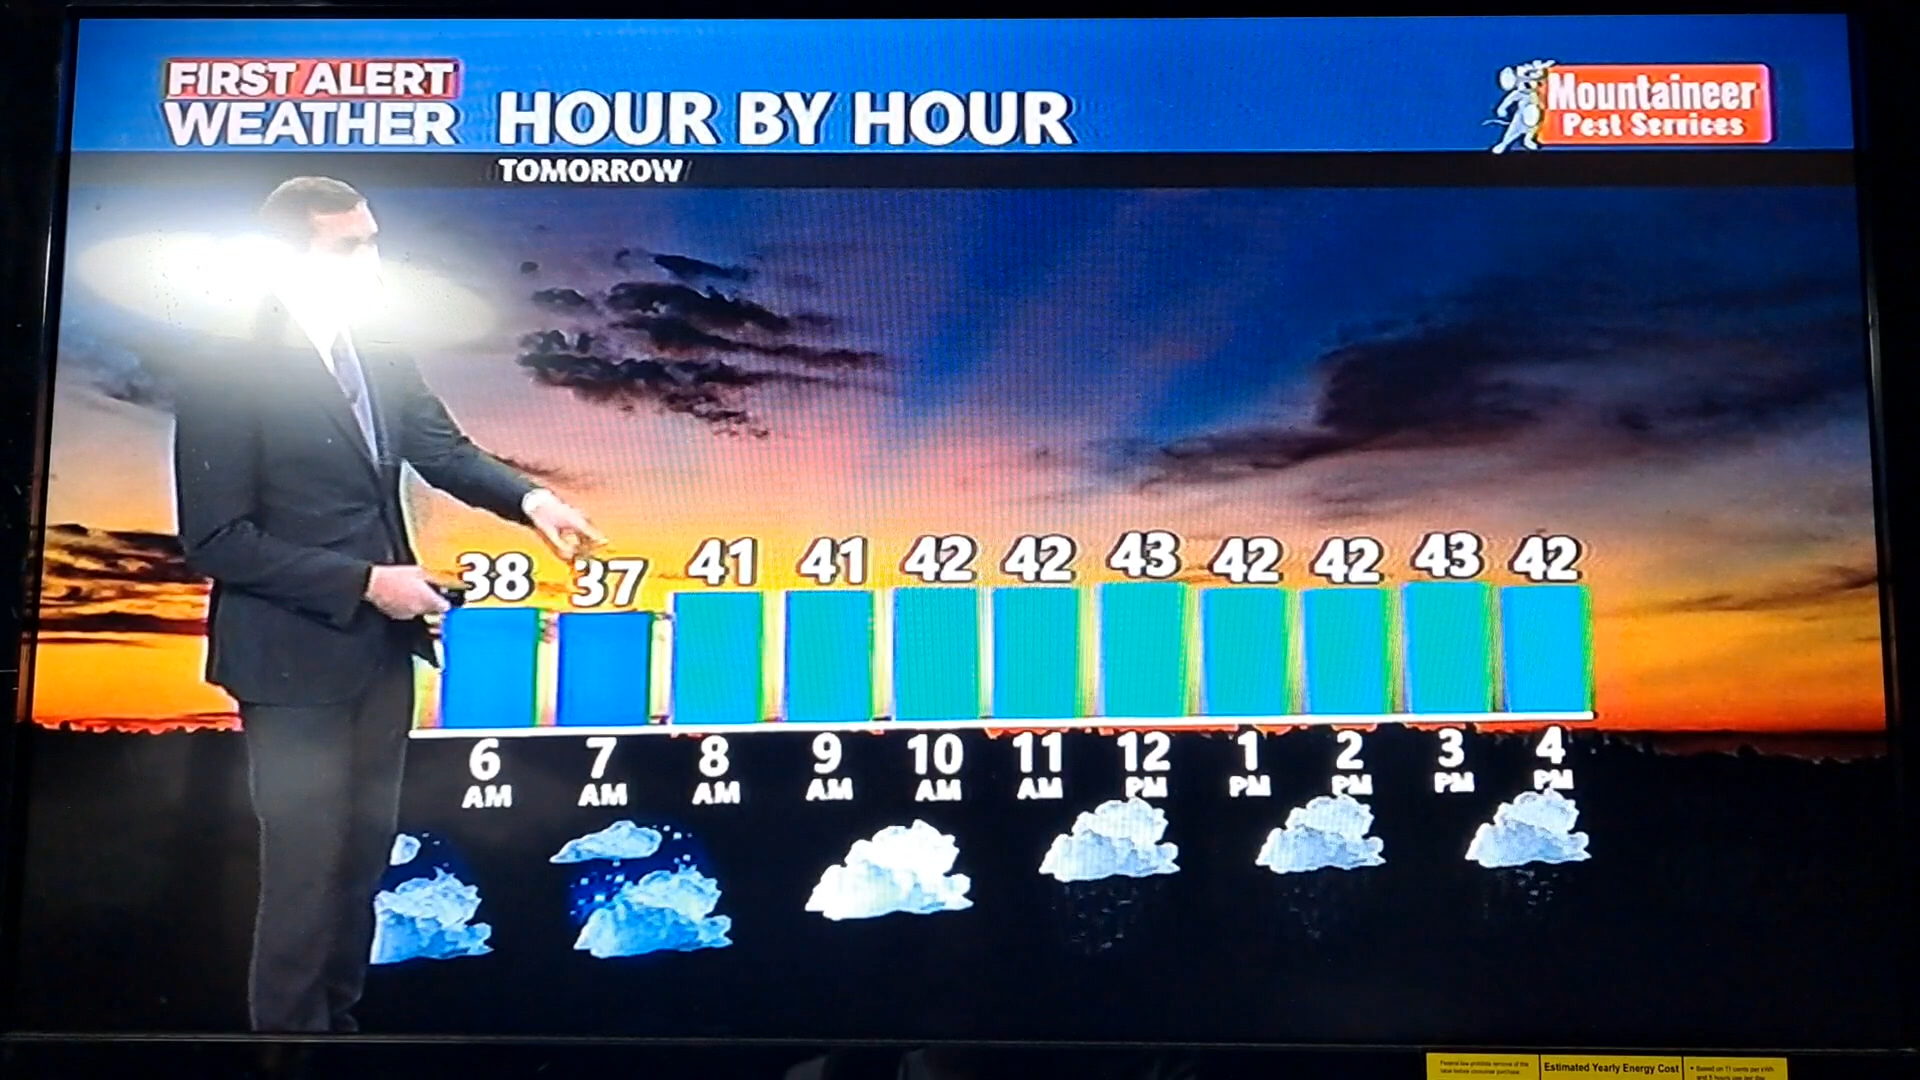 FIRST ALERT
WEATHER
HOUR BY HOUR
TOMORROW
Mountaineer
Pest Services
38 37 41 41 42 42 43 42 42 43 42
6 7 8 9 10 11 12 1 2 3 4
AM AM AM AM AM AM PM PM PM PM PM
Estimated Yearly Energy Cost